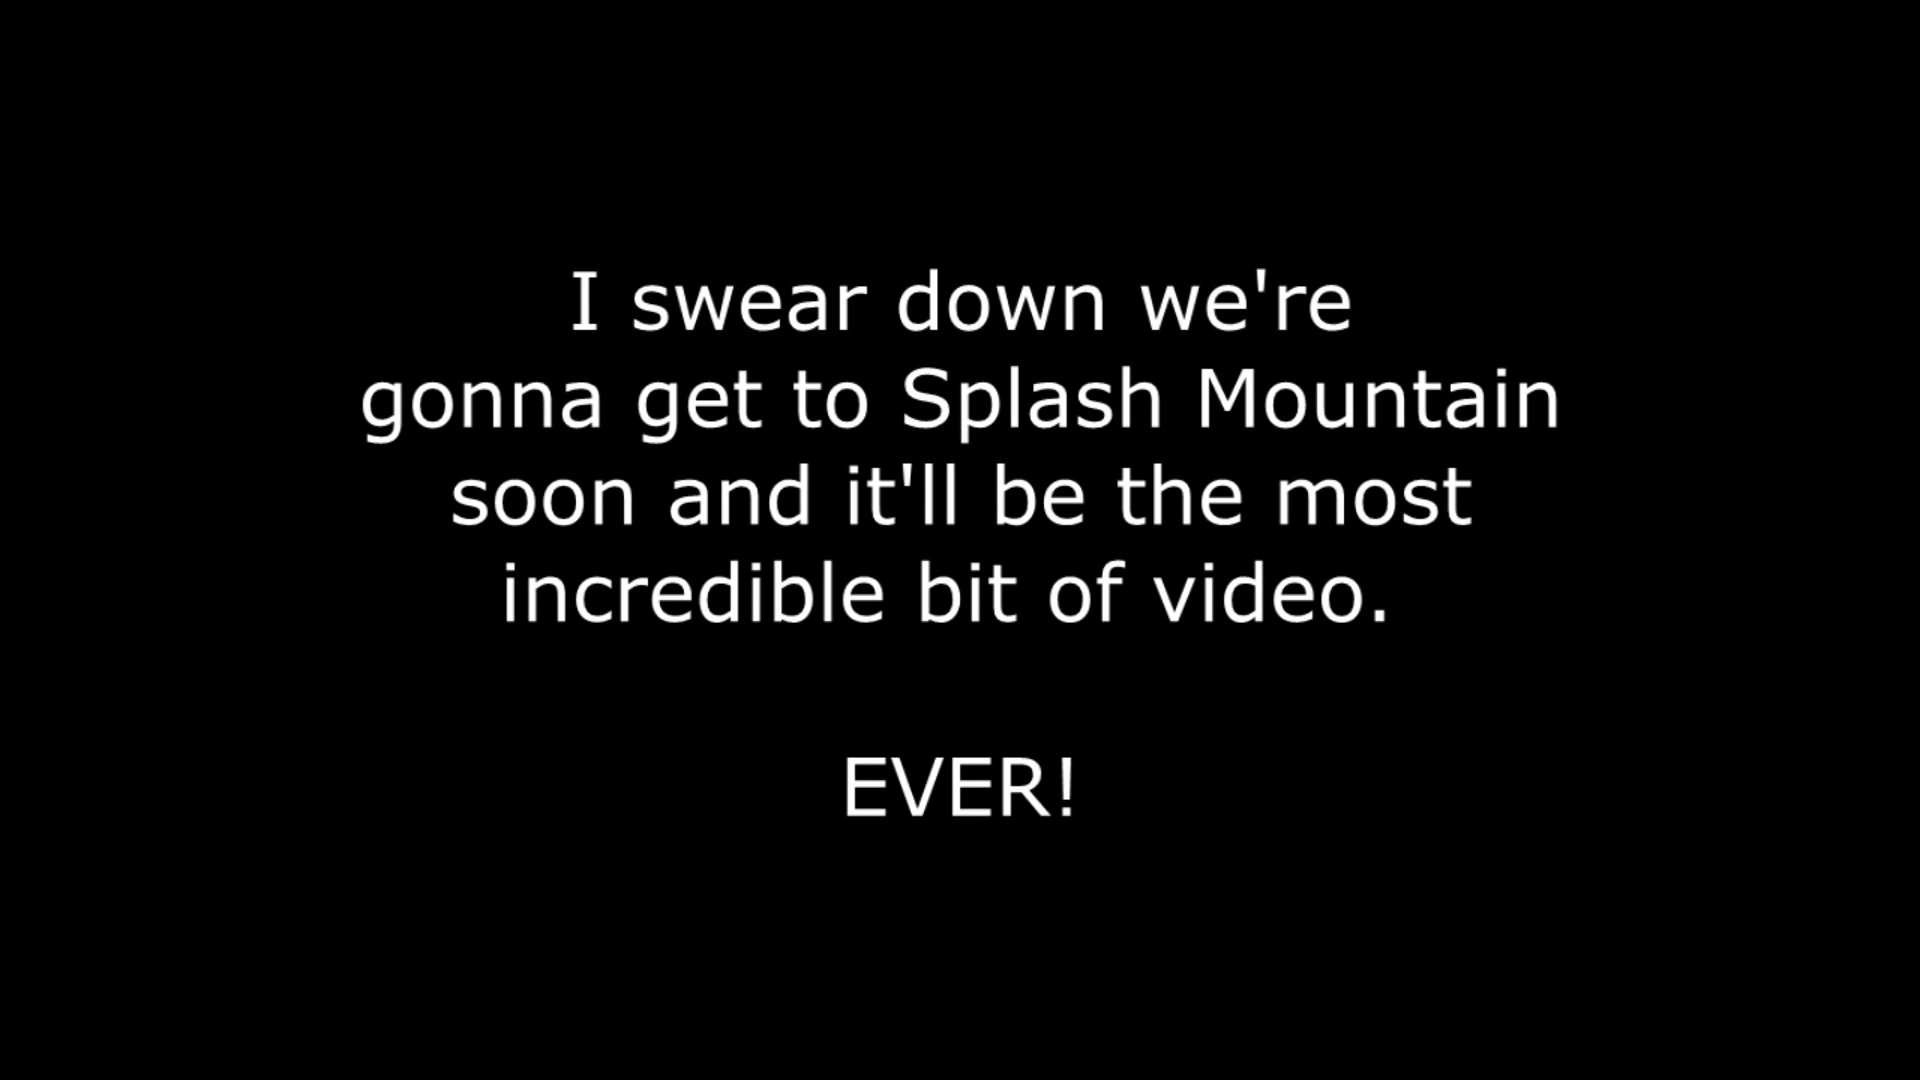 I swear down we're
gonna get to Splash Mountain
soon and it'll be the most
incredible bit of video.
EVER!